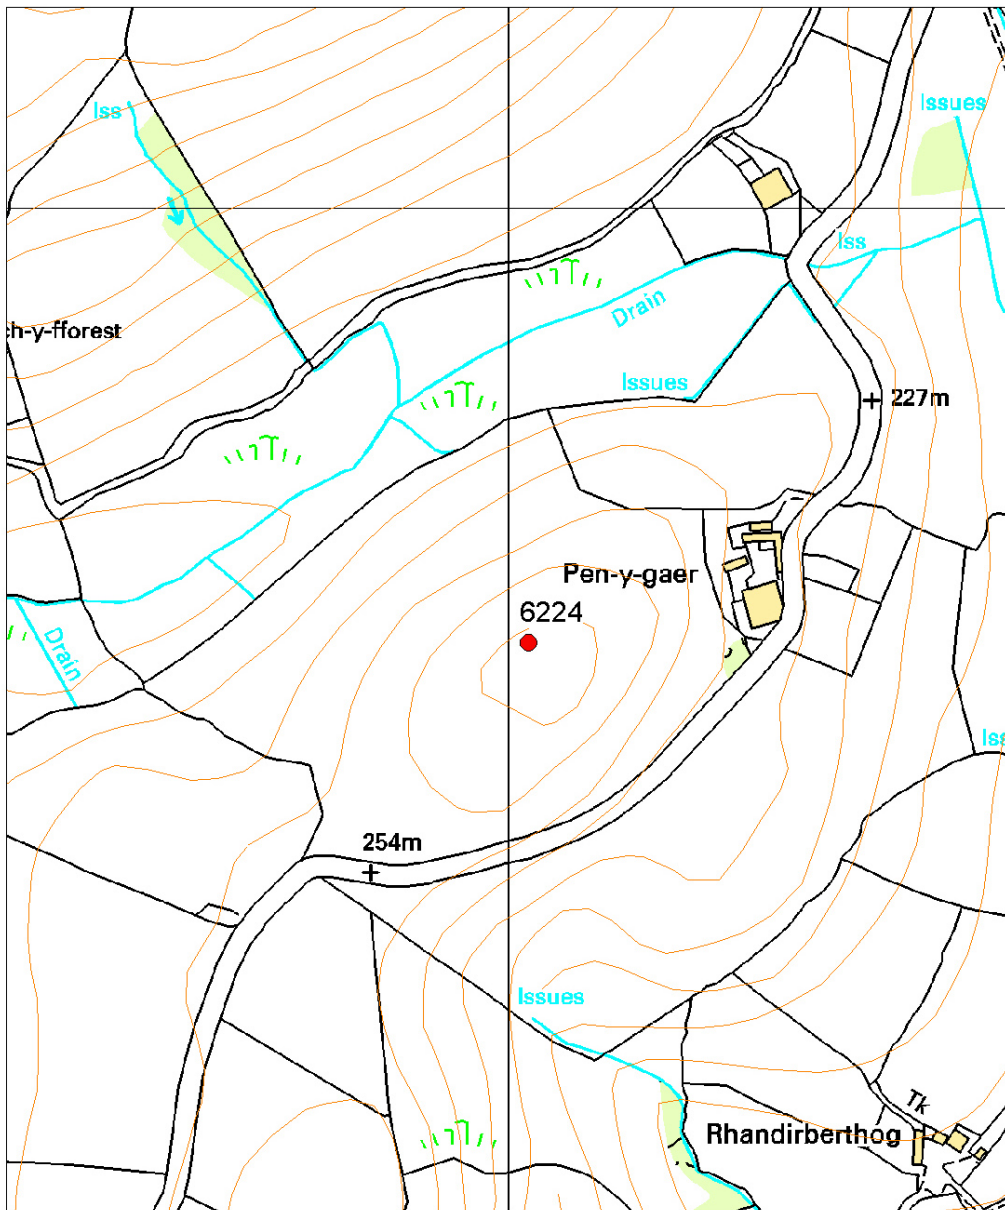 Issues
Iss
Iss
ch-y-fforest
Drain
Issues
227m
Pen-y-gaer
6224
Drain
Iss
254m
Issues
Tk
Rhandirberthog